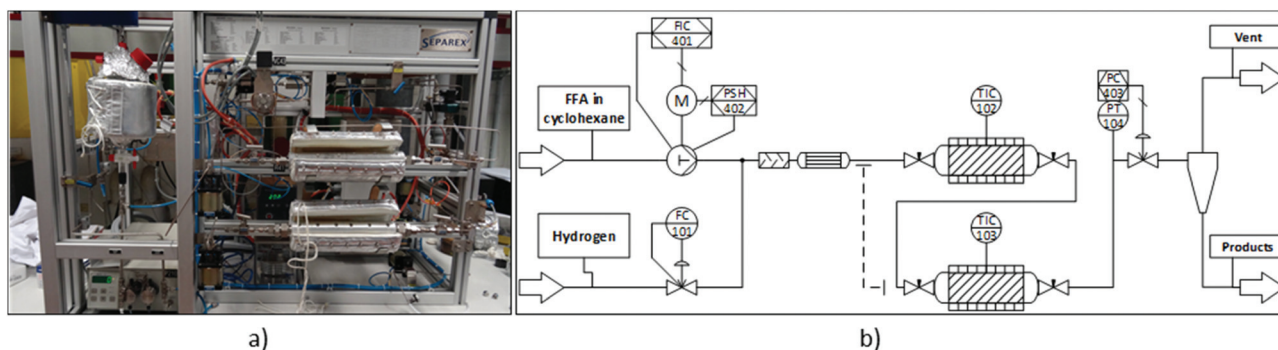 SEPAREX
FIC
401
FFA in
cyclohexane
M
PSH
402
TIC
102
PC
403
PT
104
Vent
Hydrogen
FC
101
TIC
103
Products
a)
b)